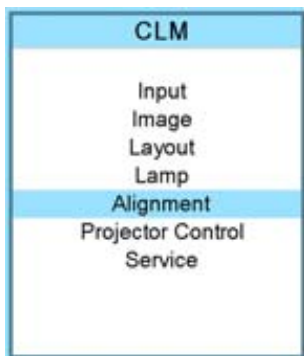 CLM
Input
Image
Layout
Lamp
Alignment
Projector Control
Service